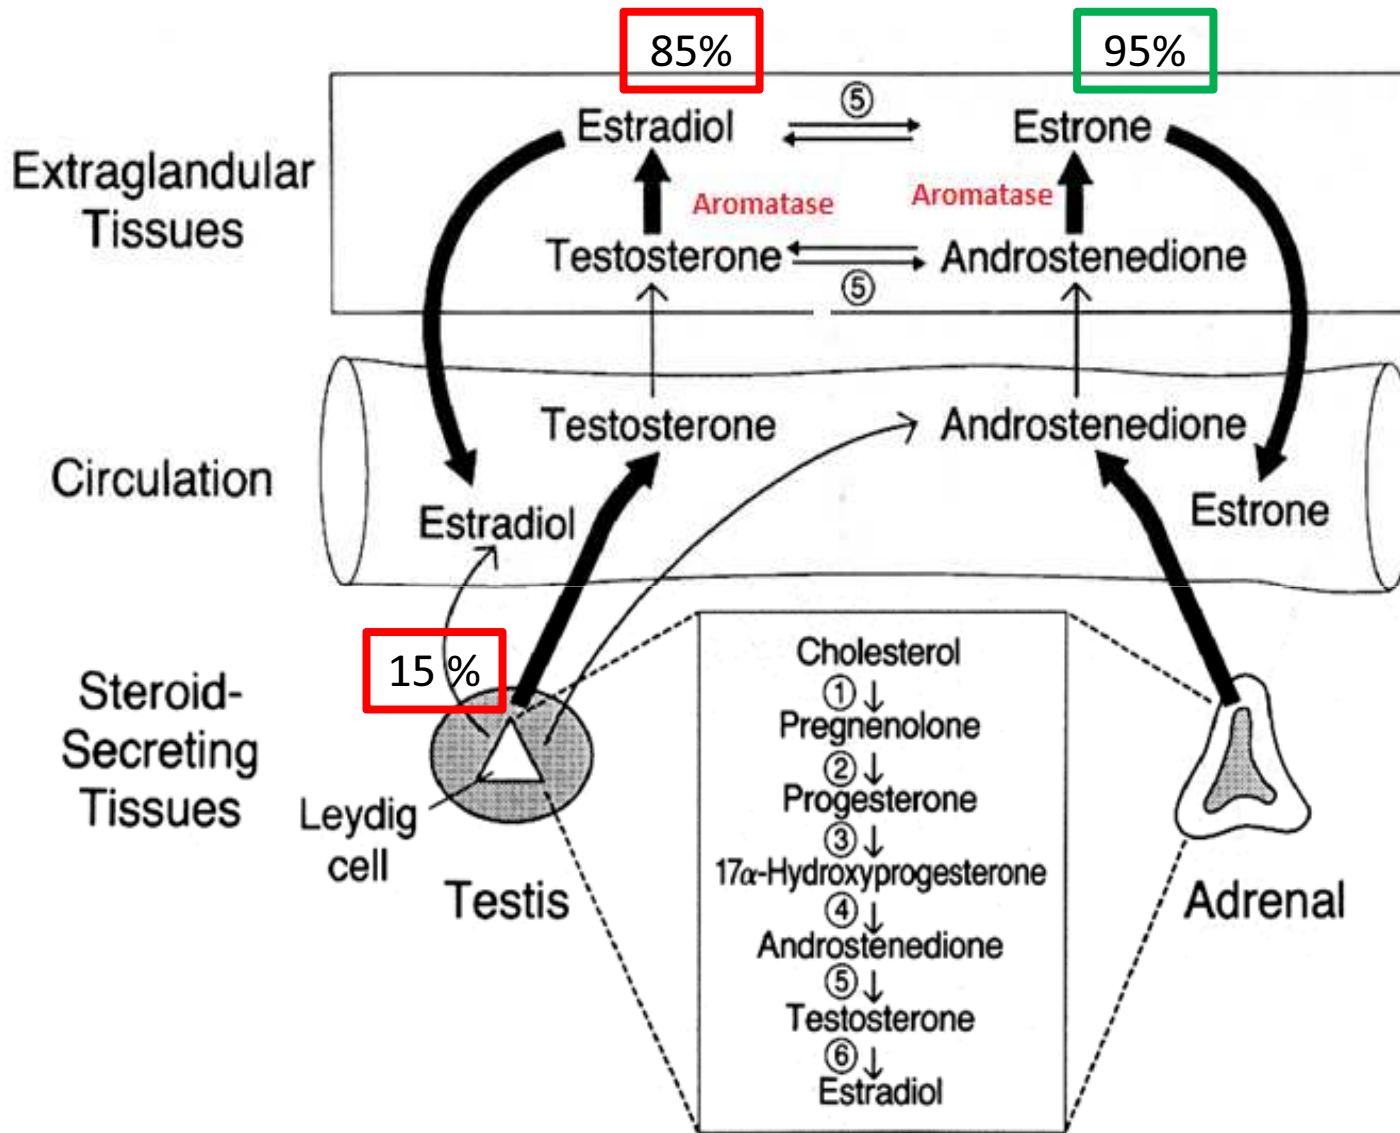 85%
95%
Extraglandular
Tissues
Estradiol
⑤
Estrone
Aromatase
Aromatase
Testosterone
⑤
Androstenedione
Circulation
Testosterone
Androstenedione
Estradiol
Estrone
Steroid-
Secreting
Tissues
15 %
Leydig
cell
Testis
Adrenal
Cholesterol
① ↓
Pregnenolone
② ↓
Progesterone
③ ↓
17α-Hydroxyprogesterone
④ ↓
Androstenedione
⑤ ↓
Testosterone
⑥ ↓
Estradiol